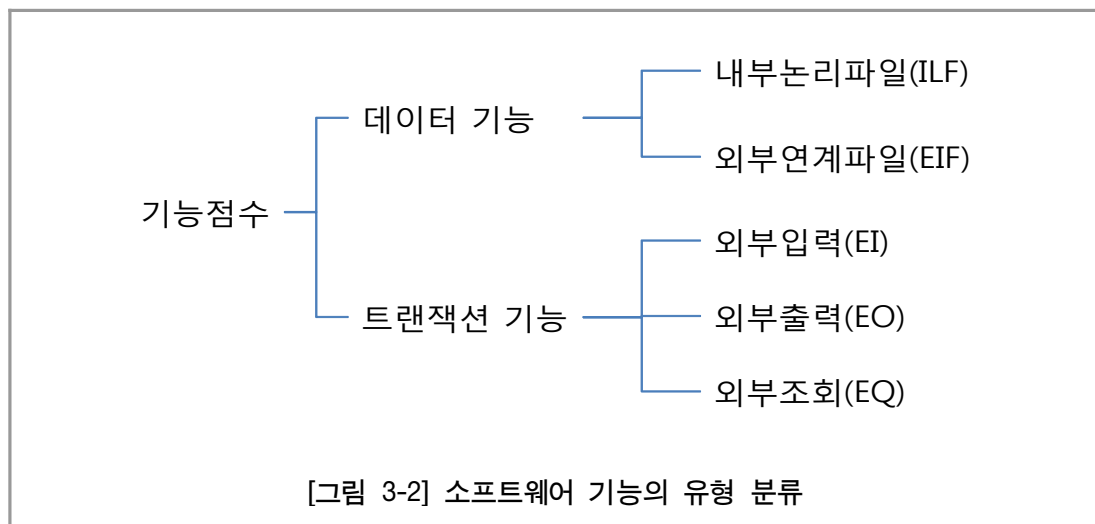 기능점수
데이터 기능
내부논리파일(ILF)
외부연계파일(EIF)
트랜잭션 기능
외부입력(EI)
외부출력(EO)
외부조회(EQ)
[그림 3-2] 소프트웨어 기능의 유형 분류